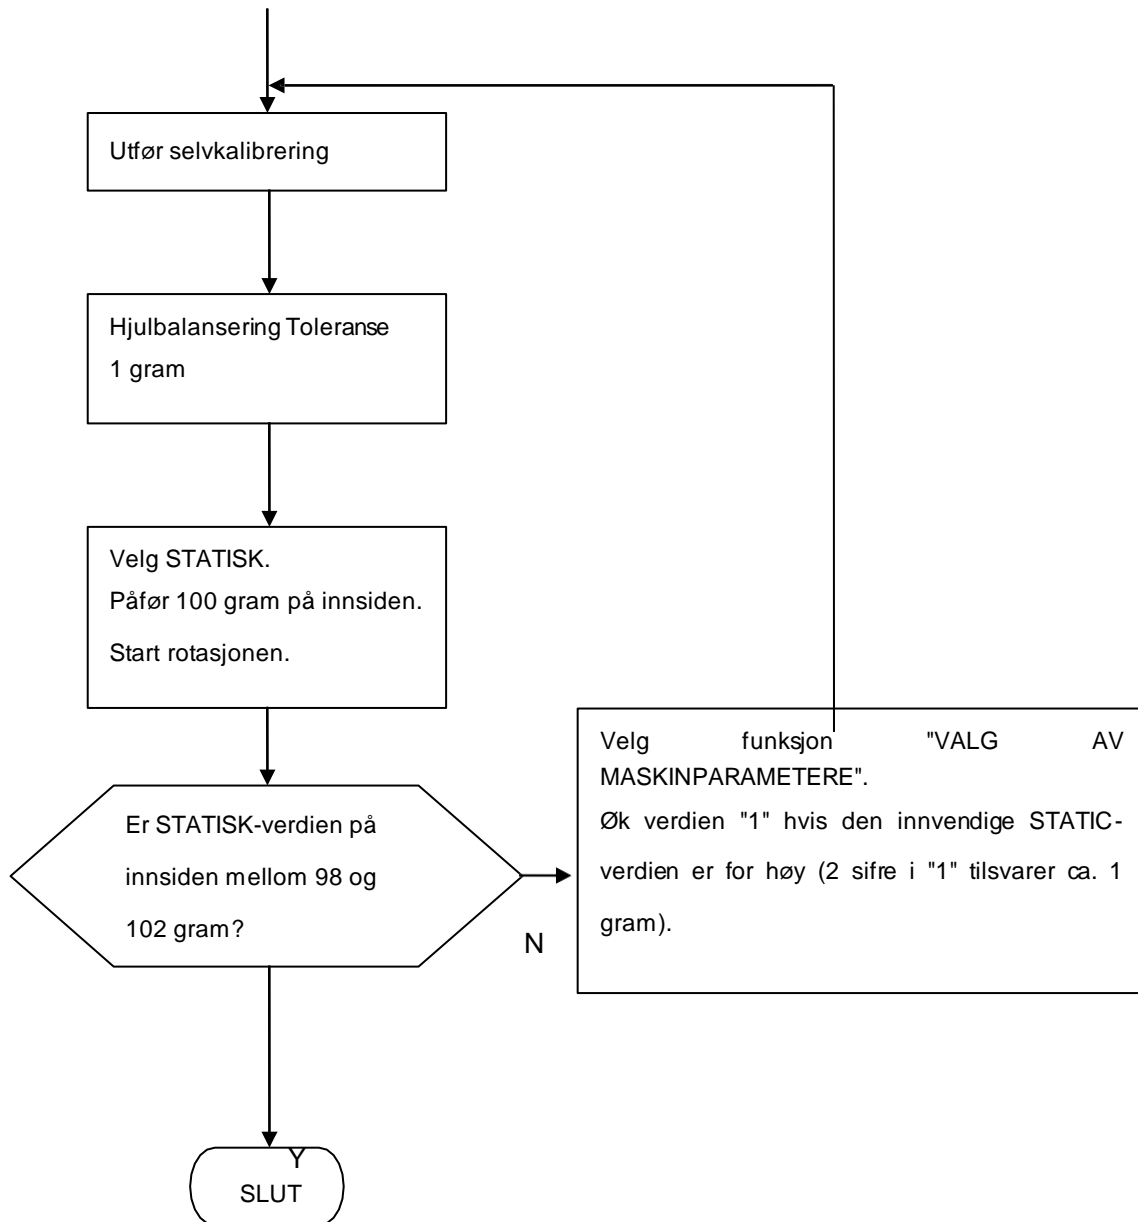 Utfør selvkalibrering
Hjulbalansering Toleranse
1 gram
Velg STATISK.
Påfør 100 gram på innsiden.
Start rotasjonen.
Er STATISK-verdien på
innsiden mellom 98 og
102 gram?
N
Velg funksjon "VALG AV
MASKINPARAMETERE".
Øk verdien "1" hvis den innvendige STATIC-
verdien er for høy (2 sifre i "1" tilsvarer ca. 1
gram).
Y
SLUT